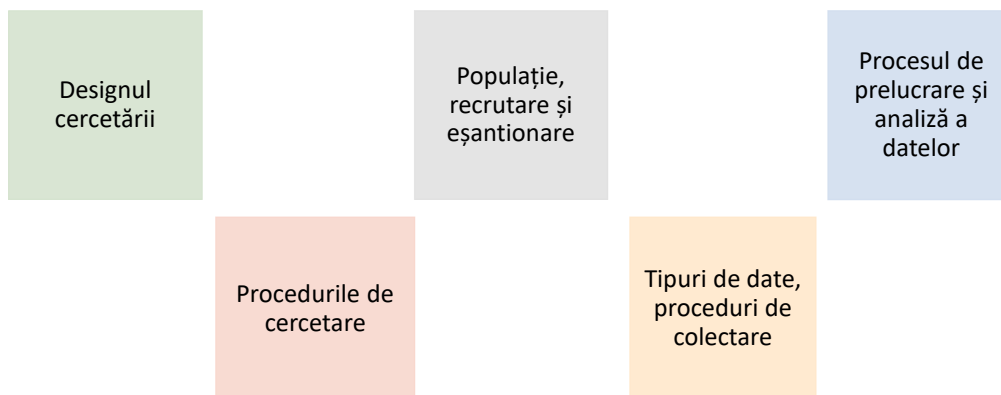 Designul
cercetării
Procedurile de
cercetare
Populație,
recrutare și
eșantionare
Tipuri de date,
proceduri de
colectare
Procesul de
prelucrare și
analiză a
datelor